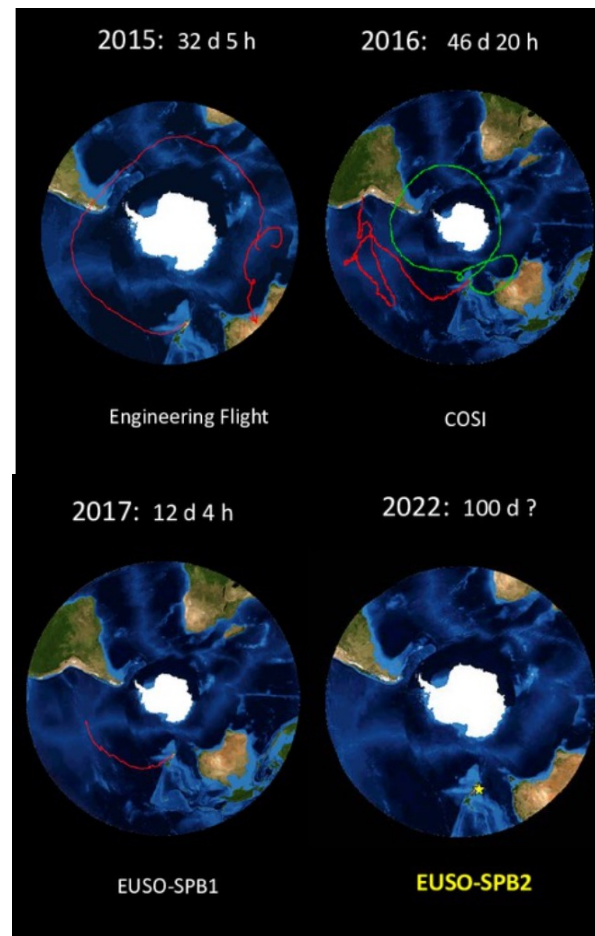 2015: 32 d 5 h
2016: 46 d 20 h
Engineering Flight
COSI
2017: 12 d 4 h
2022: 100 d ?
EUSO-SPB1
EUSO-SPB2